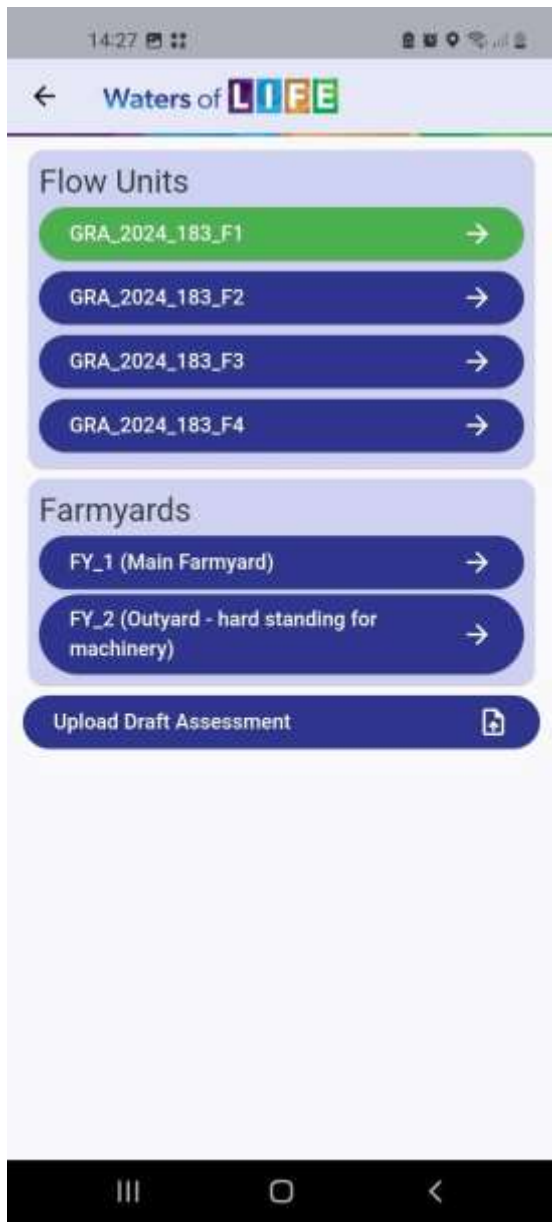 14:27
Waters of LIFE
Flow Units
GRA_2024_183_F1
GRA_2024_183_F2
GRA_2024_183_F3
GRA_2024_183_F4
Farmyards
FY_1 (Main Farmyard)
FY_2 (Outyard - hard standing for
machinery)
Upload Draft Assessment